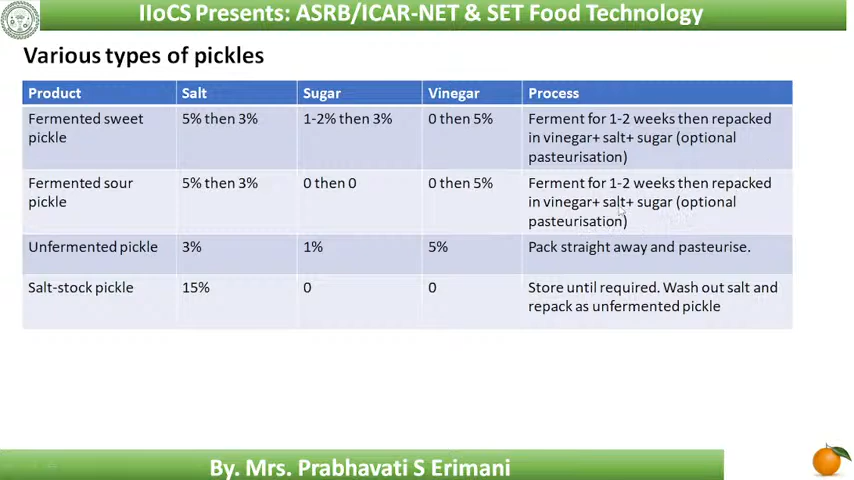 IIoCS Presents: ASRB/ICAR-NET & SET Food Technology
Various types of pickles
Product Salt Sugar Vinegar Process
Fermented sweet pickle 5% then 3% 1-2% then 3% 0 then 5% Ferment for 1-2 weeks then repacked
in vinegar+ salt+ sugar (optional
pasteurisation)
Fermented sour pickle 5% then 3% 0 then 0 0 then 5% Ferment for 1-2 weeks then repacked
in vinegar+ salt+ sugar (optional
pasteurisation)
Unfermented pickle 3% 1% 5% Pack straight away and pasteurise.
Salt-stock pickle 15% 0 0 Store until required. Wash out salt and
repack as unfermented pickle
By. Mrs. Prabhavati S Erimani